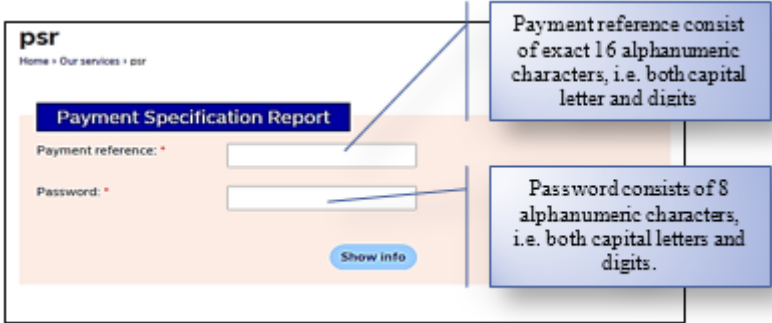 psr
Home › Our services › psr
Payment Specification Report
Payment reference: *
Password: *
Show info
Payment reference consist
of exact 16 alphanumeric
characters, i.e. both capital
letter and digits
Password consists of 8
alphanumeric characters,
i.e. both capital letters and
digits.